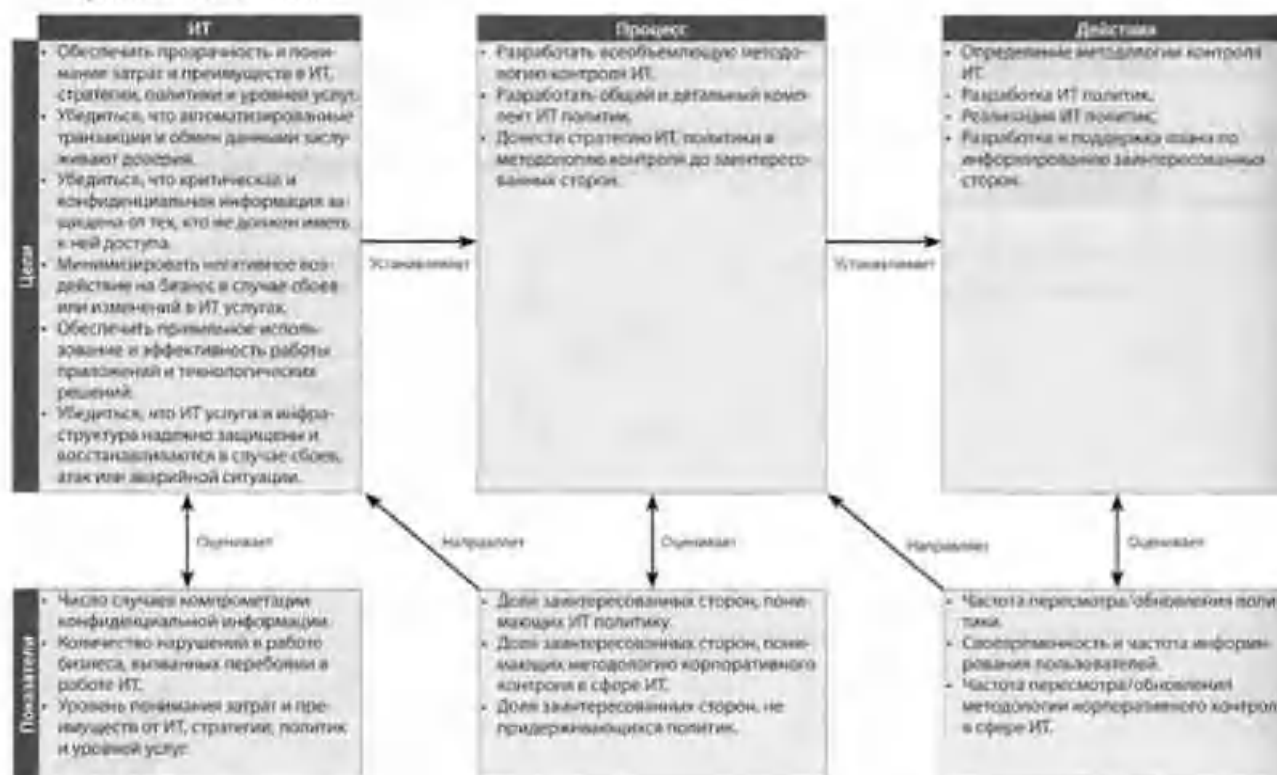 ИТ
• Обеспечить прозрачность и пони-
мание затрат и преимуществ в ИТ,
стратегии, политики и уровней услуг.
• Убедиться, что автоматизированные
транзакции и обмен данными заслу-
живают доверия.
• Убедиться, что критическая и
конфиденциальная информация за-
щищена от тех, кто не должен иметь
к ней доступа.
• Минимизировать негативное воз-
действие на бизнес в случае сбоев
или изменений в ИТ услугах.
• Обеспечить правильное исполь-
зование и эффективность работы
приложений и технологических
решений.
• Убедиться, что ИТ услуги и инфра-
структура надежно защищены и
восстанавливаются в случае сбоев,
атак или аварийной ситуации.
Процесс
• Разработать всеобъемлющую методо-
логию контроля ИТ.
• Разработать общий и детальный комп-
лект ИТ политик.
• Донести стратегию ИТ, политики и
методологию контроля до заинтересо-
ванных сторон.
Действия
• Определение методологии контроля
ИТ.
• Разработка ИТ политик;
• Реализация ИТ политик;
• Разработка и поддержка плана по
информированию заинтересованных
сторон.
Цели
Устанавливает
Устанавливает
Оценивает
Направляет
Оценивает
Направляет
Оценивает
Показатели
• Число случаев компрометации
конфиденциальной информации
• Количество нарушений в работе
бизнеса, вызванных перебоями в
работе ИТ.
• Уровень понимания затрат и пре-
имуществ от ИТ, стратегии, политик
и уровней услуг
• Доля заинтересованных сторон, пони-
мающих ИТ политику.
• Доля заинтересованных сторон, пони-
мающих методологию корпоративного
контроля в сфере ИТ.
• Доля заинтересованных сторон, не
придерживающихся политик.
• Частота пересмотра/обновления поли
тики.
• Своевременность и частота информи
рования пользователей.
• Частота пересмотра/обновления
методологии корпоративного контрол
в сфере ИТ.